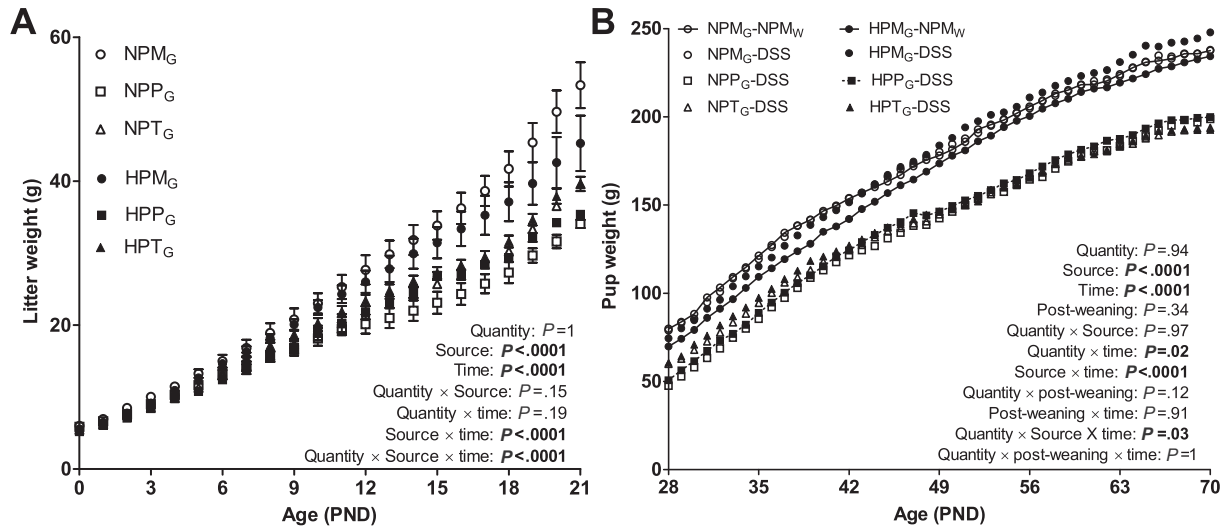 A
Litter weight (g)
60
40
20
0
NPMG
NPPG
NPTG
HPMG
HPPG
HPTG
Quantity: P=1
Source: P<.0001
Time: P<.0001
Quantity × Source: P=.15
Quantity × time: P=.19
Source × time: P<.0001
Quantity × Source × time: P<.0001
0 3 6 9 12 15 18 21
Age (PND)
B
Pup weight (g)
250
200
150
100
50
0
NPMG-NPMW HPMG-NPMW
NPMG-DSS HPMG-DSS
NPPG-DSS HPPG-DSS
NPTG-DSS HPTG-DSS
Quantity: P=.94
Source: P<.0001
Time: P<.0001
Post-weaning: P=.34
Quantity × Source: P=.97
Quantity × time: P=.02
Source × time: P<.0001
Quantity × post-weaning: P=.12
Post-weaning × time: P=.91
Quantity × Source X time: P=.03
Quantity × post-weaning × time: P=1
28 35 42 49 56 63 70
Age (PND)